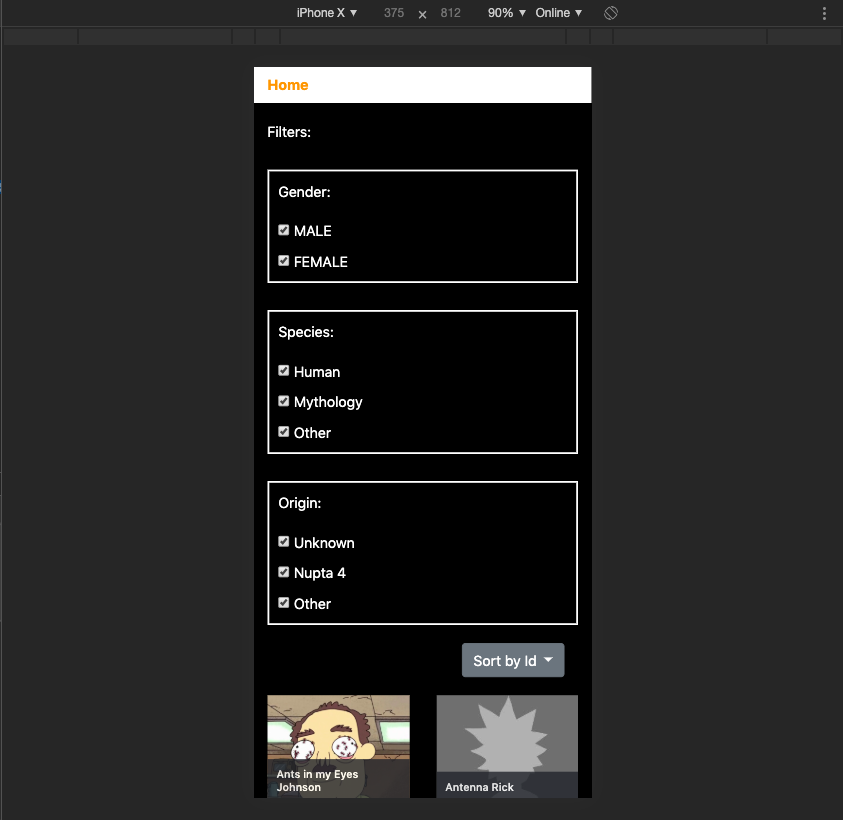 iPhone X ▼ 375 × 812 90% ▼ Online ▼
Home
Filters:
Gender:
MALE
FEMALE
Species:
Human
Mythology
Other
Origin:
Unknown
Nupta 4
Other
Sort by Id
Ants in my Eyes
Johnson
Antenna Rick